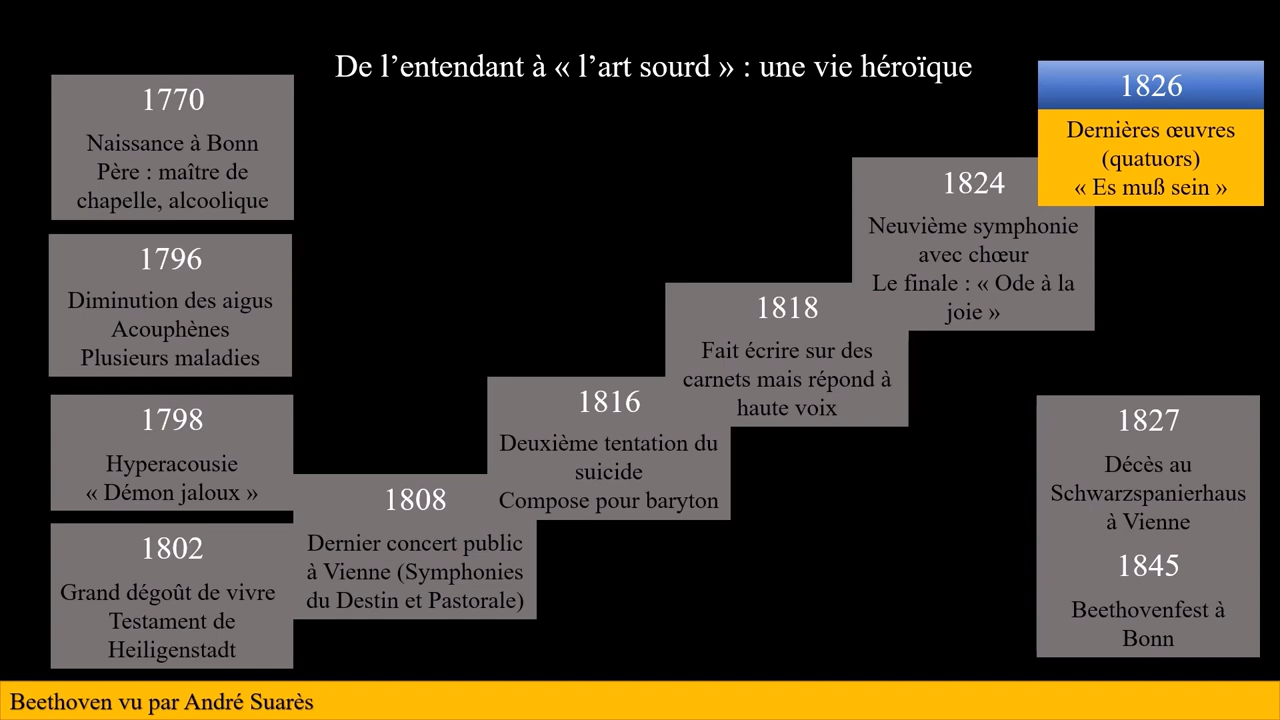 De l’entendant à « l’art sourd » : une vie héroïque
1770
Naissance à Bonn
Père : maître de
chapelle, alcoolique
1796
Diminution des aigus
Acouphènes
Plusieurs maladies
1798
Hyperacousie
« Démon jaloux »
1802
Grand dégoût de vivre
Testament de
Heiligenstadt
1808
Dernier concert public
à Vienne (Symphonies
du Destin et Pastorale)
1816
Deuxième tentation du
suicide
Compose pour baryton
1818
Fait écrire sur des
carnets mais répond à
haute voix
1824
Neuvième symphonie
avec chœur
Le finale : « Ode à la
joie »
1826
Dernières œuvres
(quatuors)
« Es muß sein »
1827
Décès au
Schwarzspanierhaus
à Vienne
1845
Beethovenfest à
Bonn
Beethoven vu par André Suarès